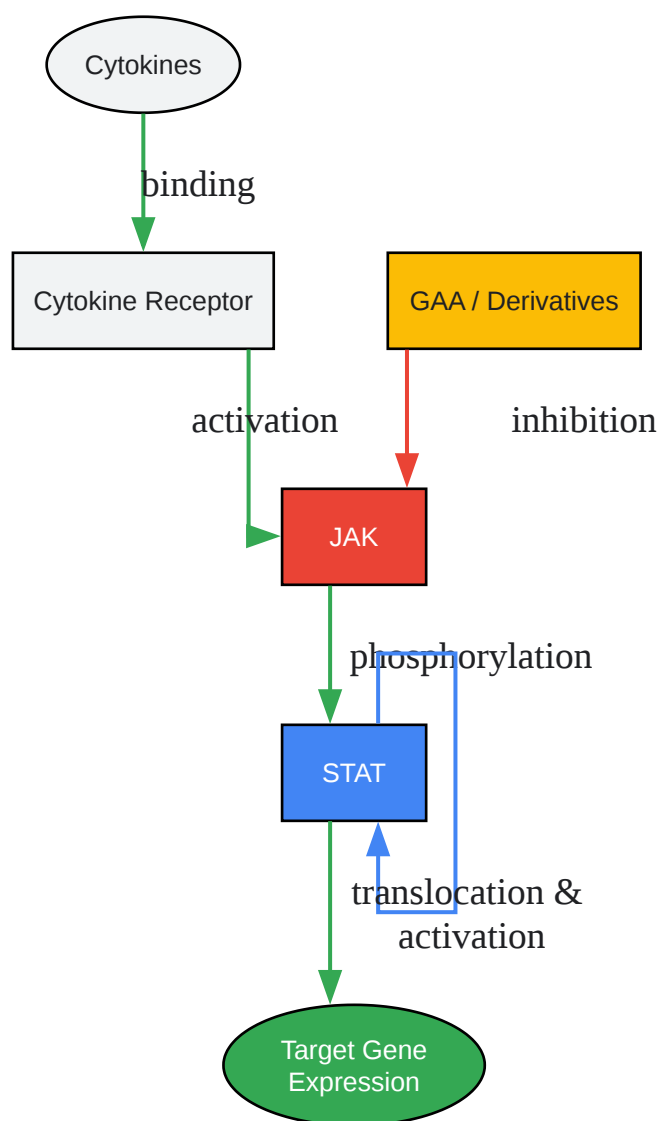 Cytokines
binding
Cytokine Receptor
GAA / Derivatives
activation
inhibition
JAK
phosphorylation
STAT
translocation &
activation
Target Gene
Expression